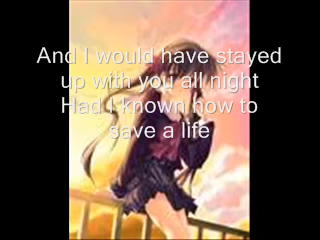 And I would have stayed
up with you all night
Had I known how to
save a life